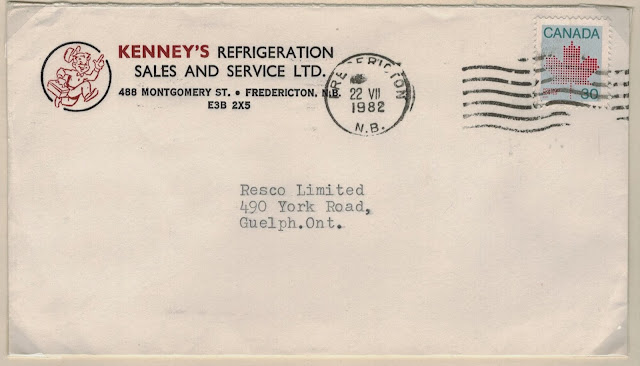 KENNEY'S REFRIGERATION
SALES AND SERVICE LTD.
488 MONTGOMERY ST. • FREDERICTON, N.B.
E3B 2X5
FREDERICTON
22 VII
1982
N.B.
CANADA
30
Resco Limited
490 York Road,
Guelph.Ont.